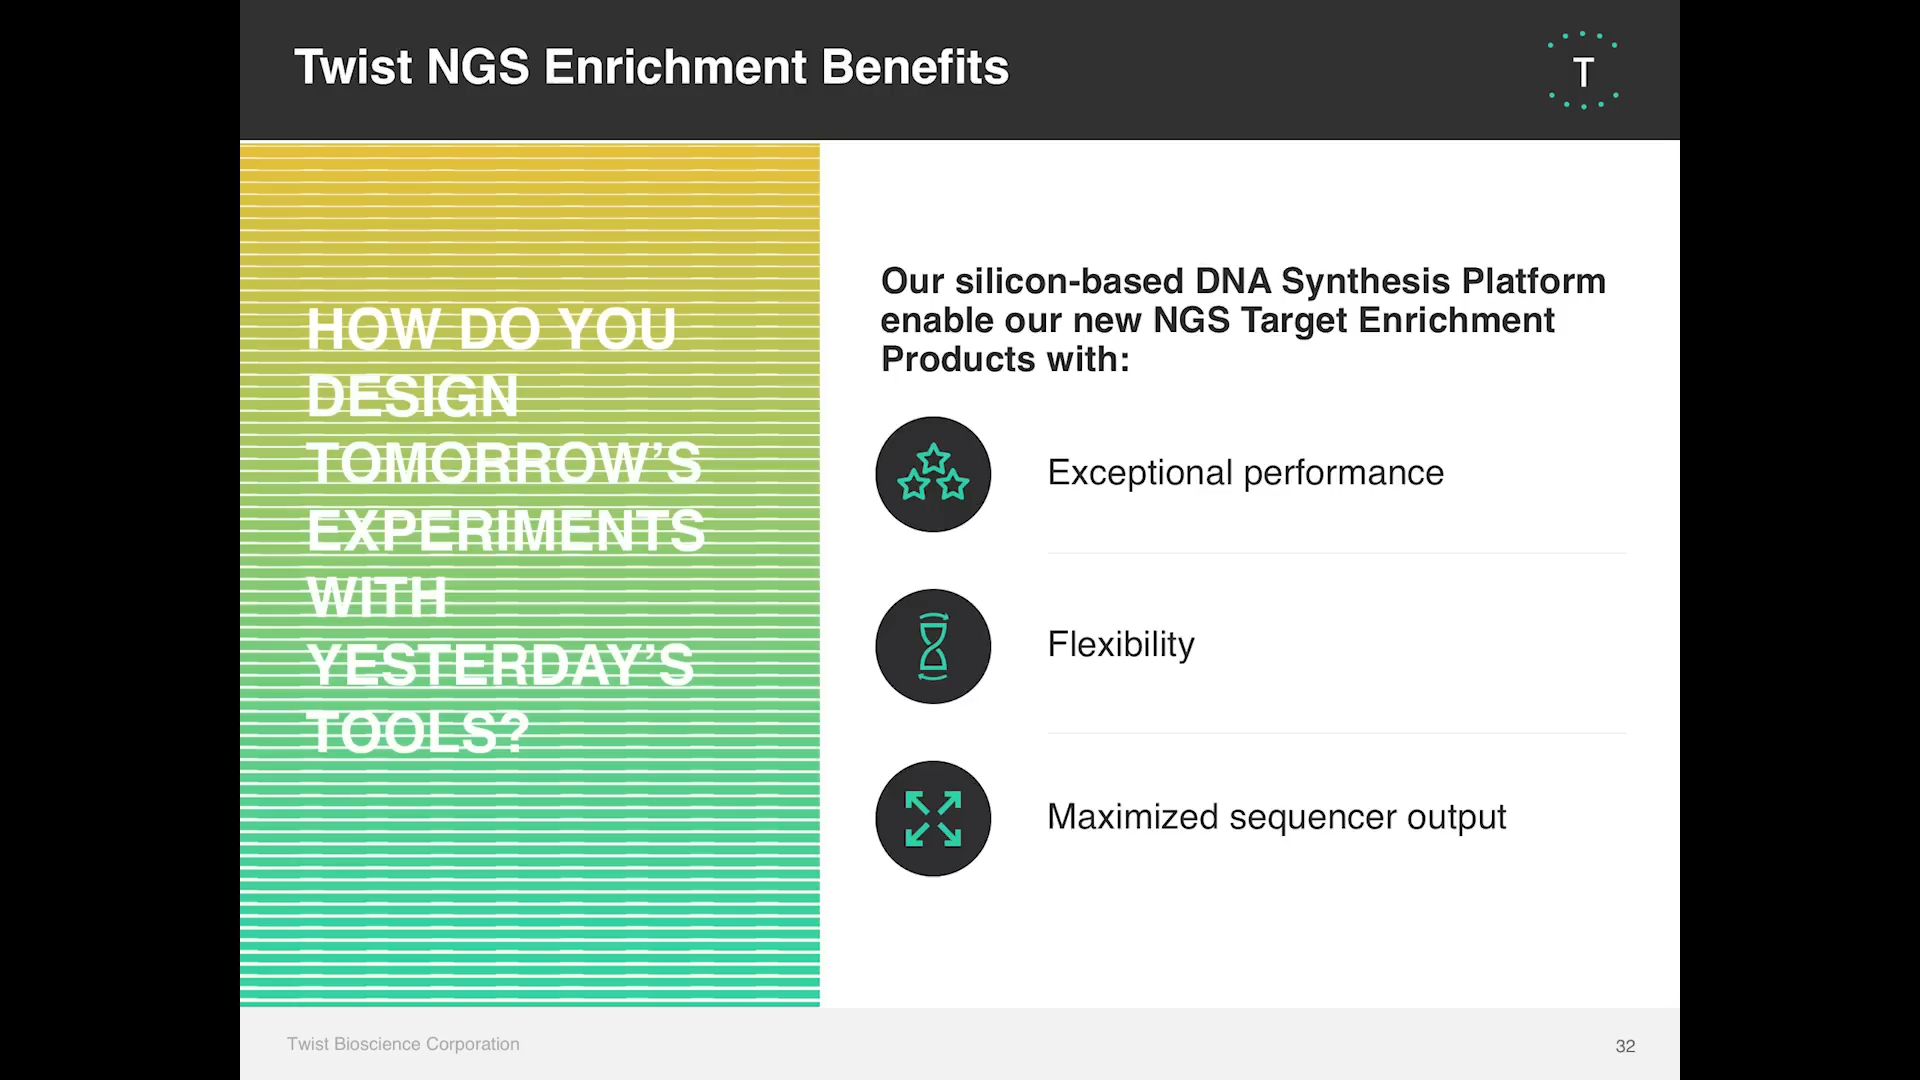 Twist NGS Enrichment Benefits
T
HOW DO YOU
DESIGN
TOMORROW’S
EXPERIMENTS
WITH
YESTERDAY’S
TOOLS?
Our silicon-based DNA Synthesis Platform
enable our new NGS Target Enrichment
Products with:
Exceptional performance
Flexibility
Maximized sequencer output
Twist Bioscience Corporation
32